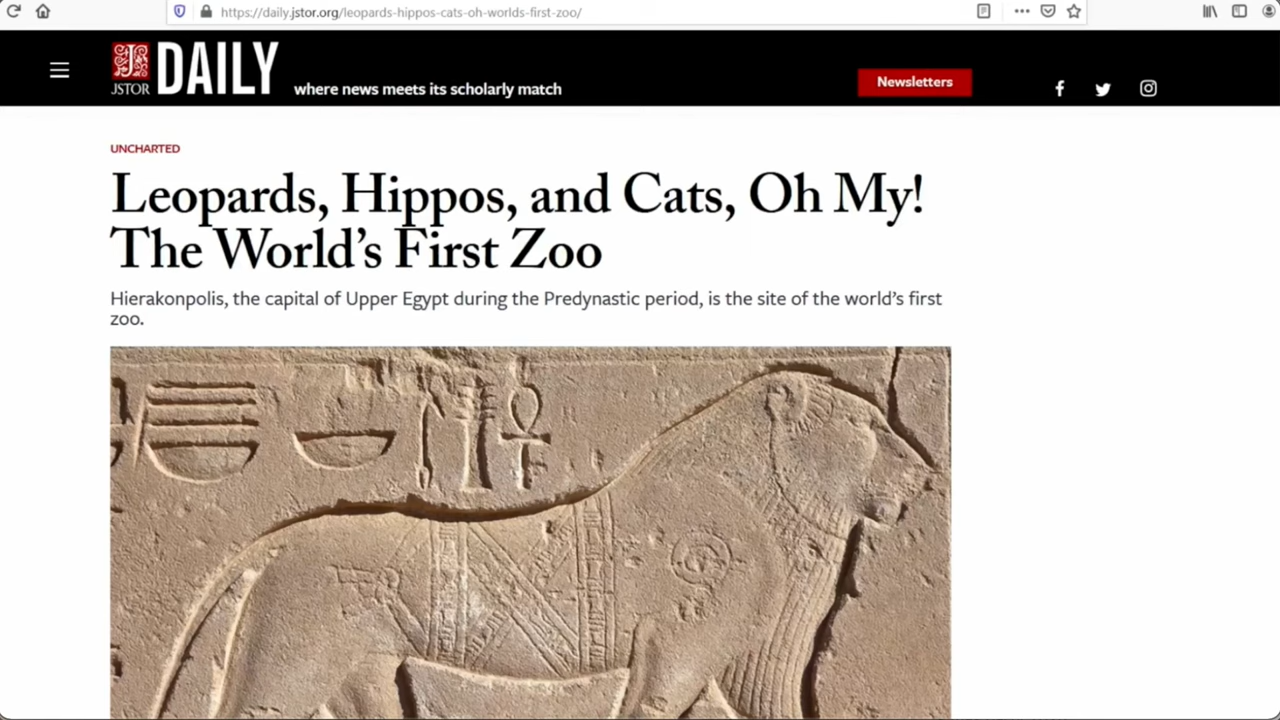 https://daily.jstor.org/leopards-hippos-cats-oh-worlds-first-zoo/
JSTOR DAILY where news meets its scholarly match
Newsletters
UNCHARTED
Leopards, Hippos, and Cats, Oh My!
The World's First Zoo
Hierakonpolis, the capital of Upper Egypt during the Predynastic period, is the site of the world's first
zoo.